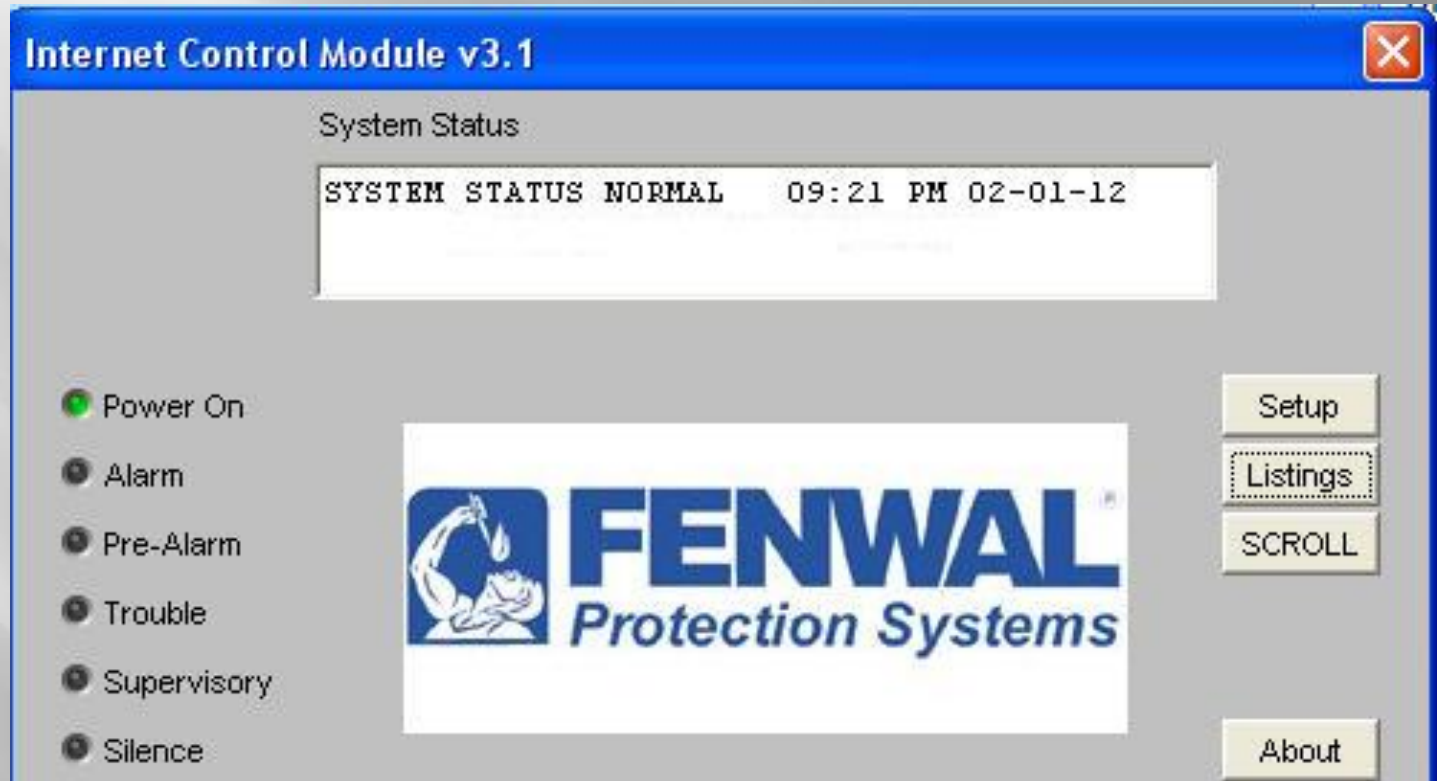 Internet Control Module v3.1
System Status
SYSTEM STATUS NORMAL 09:21 PM 02-01-12
Power On
Alarm
Pre-Alarm
Trouble
Supervisory
Silence
FENWAL®
Protection Systems
Setup
Listings
SCROLL
About